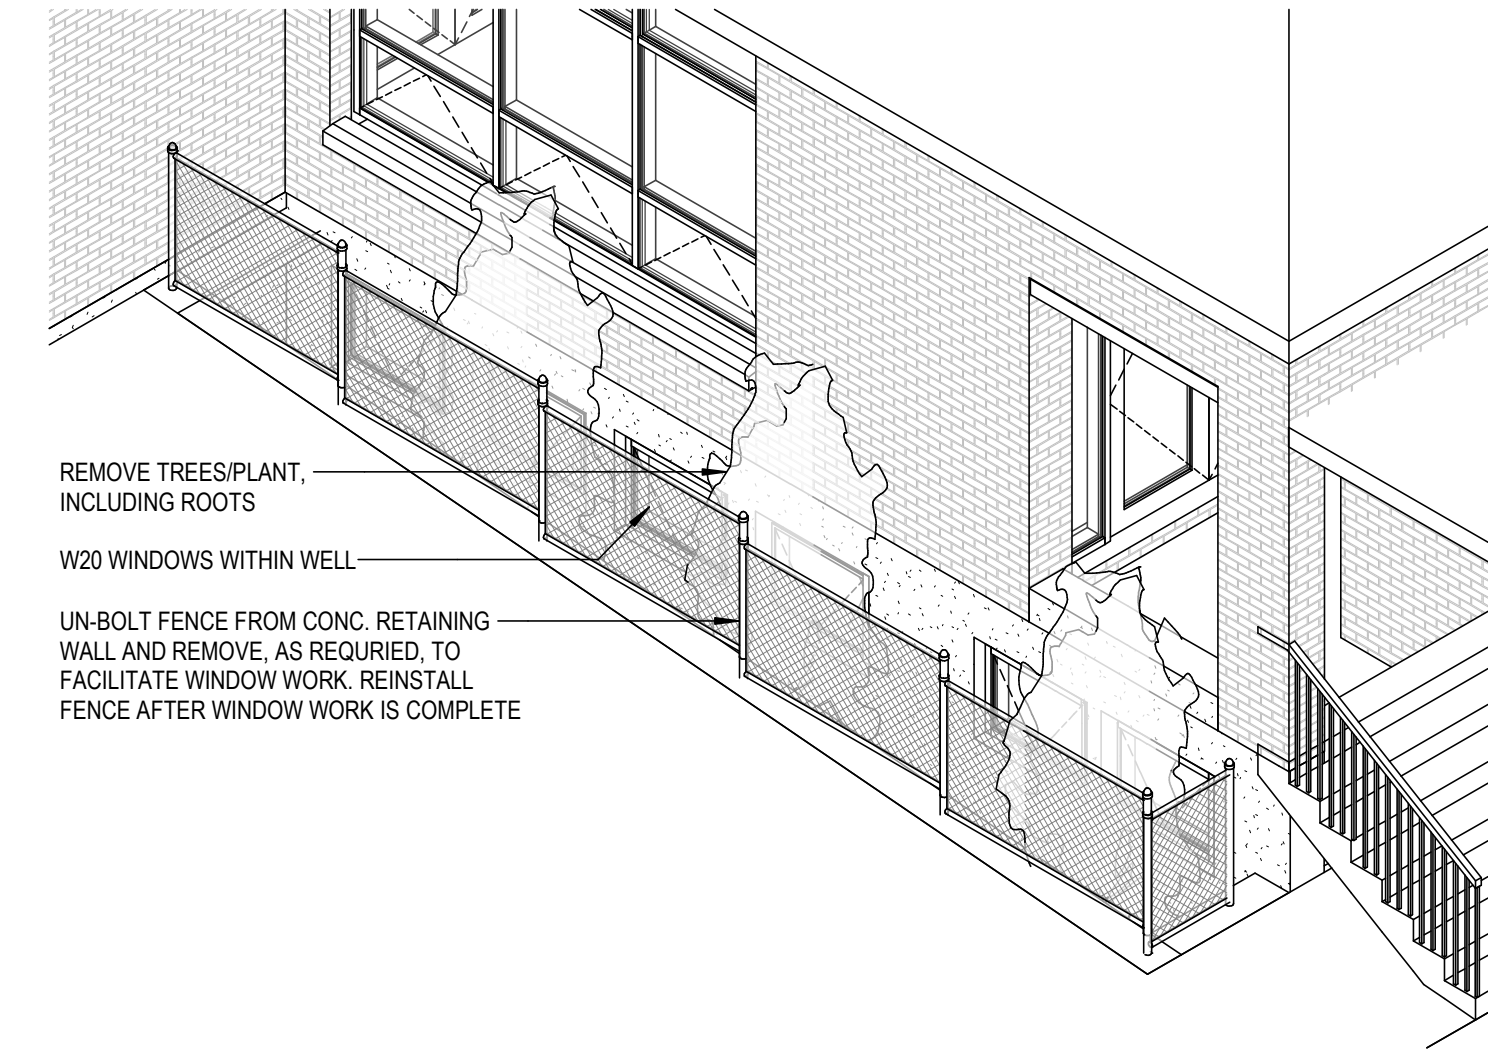 REMOVE TREES/PLANT,
INCLUDING ROOTS
W20 WINDOWS WITHIN WELL
UN-BOLT FENCE FROM CONC. RETAINING
WALL AND REMOVE, AS REQURIED, TO
FACILITATE WINDOW WORK. REINSTALL
FENCE AFTER WINDOW WORK IS COMPLETE